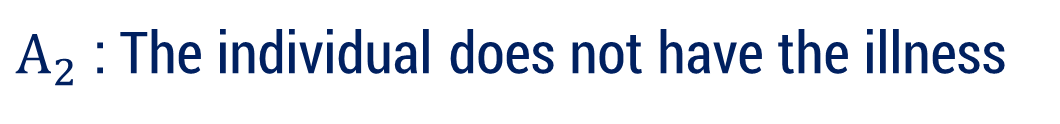 A₂ : The individual does not have the illness